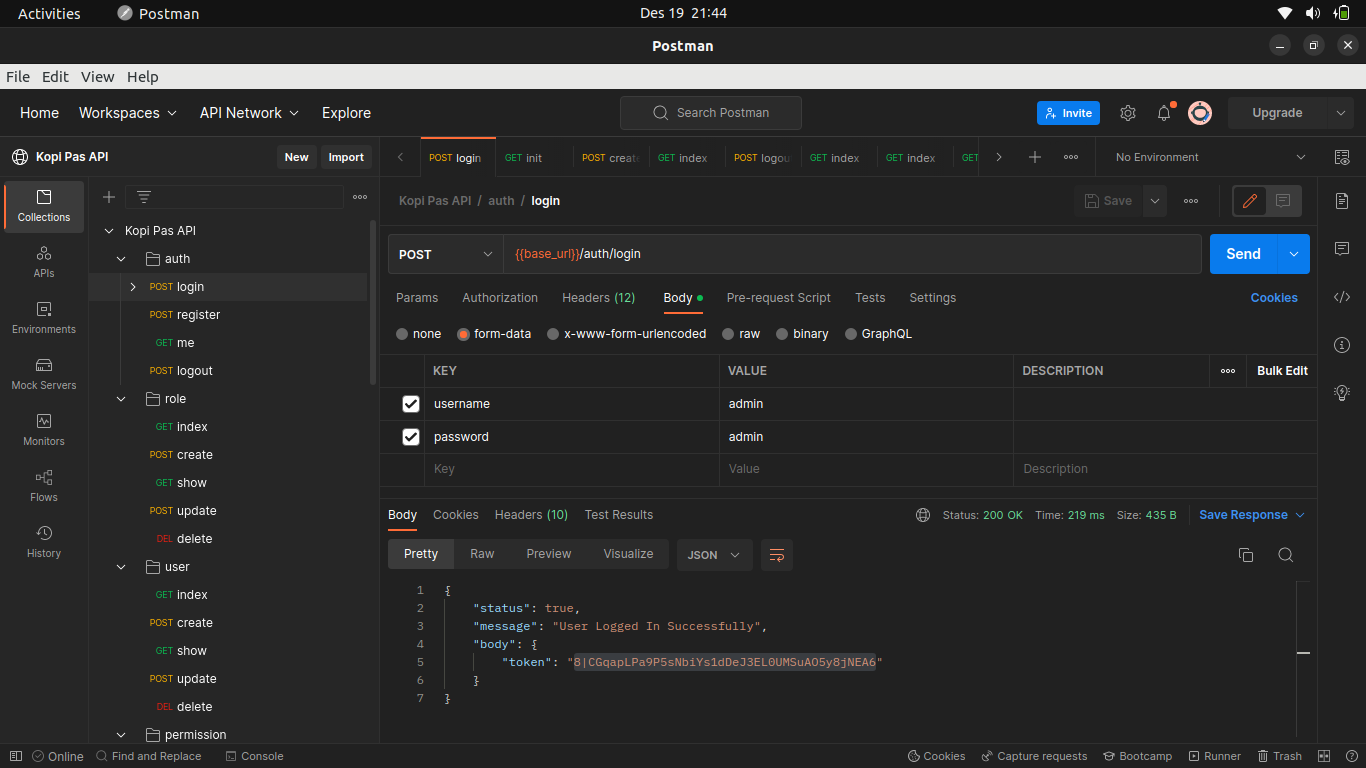 Activities Postman Des 19 21:44
Postman
File Edit View Help
Home Workspaces API Network Explore Search Postman Invite Upgrade
Kopi Pas API New Import POST login GET init POST create GET index POST logou GET index GET index GET No Environment
Collections
APIs
Environments
Mock Servers
Monitors
Flows
History
Kopi Pas API
auth
POST login
POST register
GET me
POST logout
role
GET index
POST create
GET show
POST update
DEL delete
user
GET index
POST create
GET show
POST update
DEL delete
permission
Kopi Pas API / auth / login Save
POST {{base_url}}/auth/login Send
Params Authorization Headers (12) Body Pre-request Script Tests Settings Cookies
none form-data x-www-form-urlencoded raw binary GraphQL
KEY VALUE DESCRIPTION Bulk Edit
username admin
password admin
Key Value Description
Body Cookies Headers (10) Test Results Status: 200 OK Time: 219 ms Size: 435 B Save Response
Pretty Raw Preview Visualize JSON
1 {
2 "status": true,
3 "message": "User Logged In Successfully",
4 "body": {
5 "token": "8|CGqapLPa9P5sNbiYs1dDeJ3EL0UMSuAO5y8jNEA6"
6 }
7 }
Online Find and Replace Console Cookies Capture requests Bootcamp Runner Trash